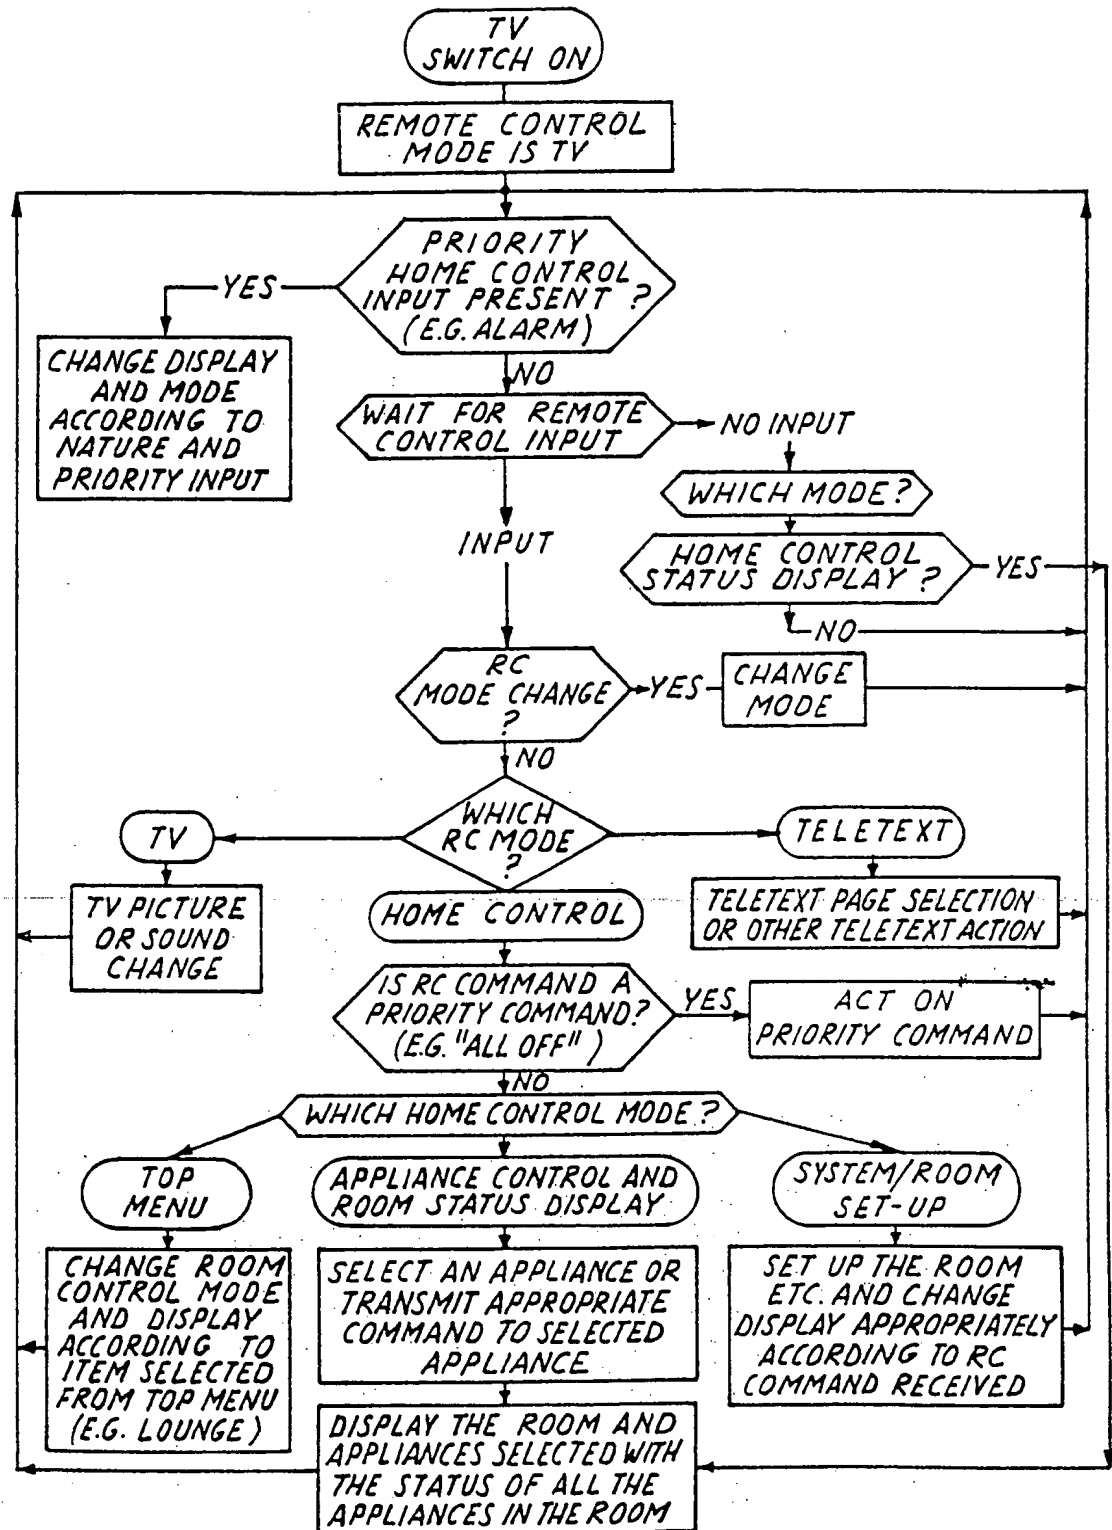 TV
SWITCH ON
REMOTE CONTROL
MODE IS TV
PRIORITY
HOME CONTROL
INPUT PRESENT ?
(E.G. ALARM)
YES
CHANGE DISPLAY
AND MODE
ACCORDING TO
NATURE AND
PRIORITY INPUT
NO
WAIT FOR REMOTE
CONTROL INPUT
NO INPUT
WHICH MODE?
INPUT
HOME CONTROL
STATUS DISPLAY ?
YES
NO
RC
MODE CHANGE
?
YES
CHANGE
MODE
NO
WHICH
RC MODE
?
TV
TELETEXT
TV PICTURE
OR SOUND
CHANGE
HOME CONTROL
TELETEXT PAGE SELECTION
OR OTHER TELETEXT ACTION
IS RC COMMAND A
PRIORITY COMMAND?
(E.G. "ALL OFF")
YES
ACT ON
PRIORITY COMMAND
NO
WHICH HOME CONTROL MODE ?
TOP
MENU
APPLIANCE CONTROL AND
ROOM STATUS DISPLAY
SYSTEM/ROOM
SET-UP
CHANGE ROOM
CONTROL MODE
AND DISPLAY
ACCORDING TO
ITEM SELECTED
FROM TOP MENU
(E.G. LOUNGE)
SELECT AN APPLIANCE OR
TRANSMIT APPROPRIATE
COMMAND TO SELECTED
APPLIANCE
SET UP THE ROOM
ETC. AND CHANGE
DISPLAY APPROPRIATELY
ACCORDING TO RC
COMMAND RECEIVED
DISPLAY THE ROOM AND
APPLIANCES SELECTED WITH
THE STATUS OF ALL THE
APPLIANCES IN THE ROOM